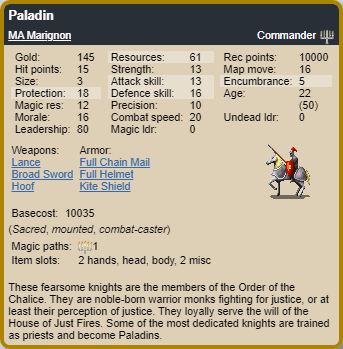 Paladin
MA Marignon Commander
Gold: 145 Resources: 61 Rec points: 10000
Hit points: 15 Strength: 13 Map move: 16
Size: 3 Attack skill: 13 Encumbrance: 5
Protection: 18 Defence skill: 16 Age: 22
Magic res: 12 Precision: 10 (50)
Morale: 16 Combat speed: 20 Undead ldr: 0
Leadership: 80 Magic ldr: 0
Weapons: Armor:
Lance Full Chain Mail
Broad Sword Full Helmet
Hoof Kite Shield
Basecost: 10035
(Sacred, mounted, combat-caster)
Magic paths: 1
Item slots: 2 hands, head, body, 2 misc
These fearsome knights are the members of the Order of the
Chalice. They are noble-born warrior monks fighting for justice, or at
least their perception of justice. They loyally serve the will of the
House of Just Fires. Some of the most dedicated knights are trained
as priests and become Paladins.